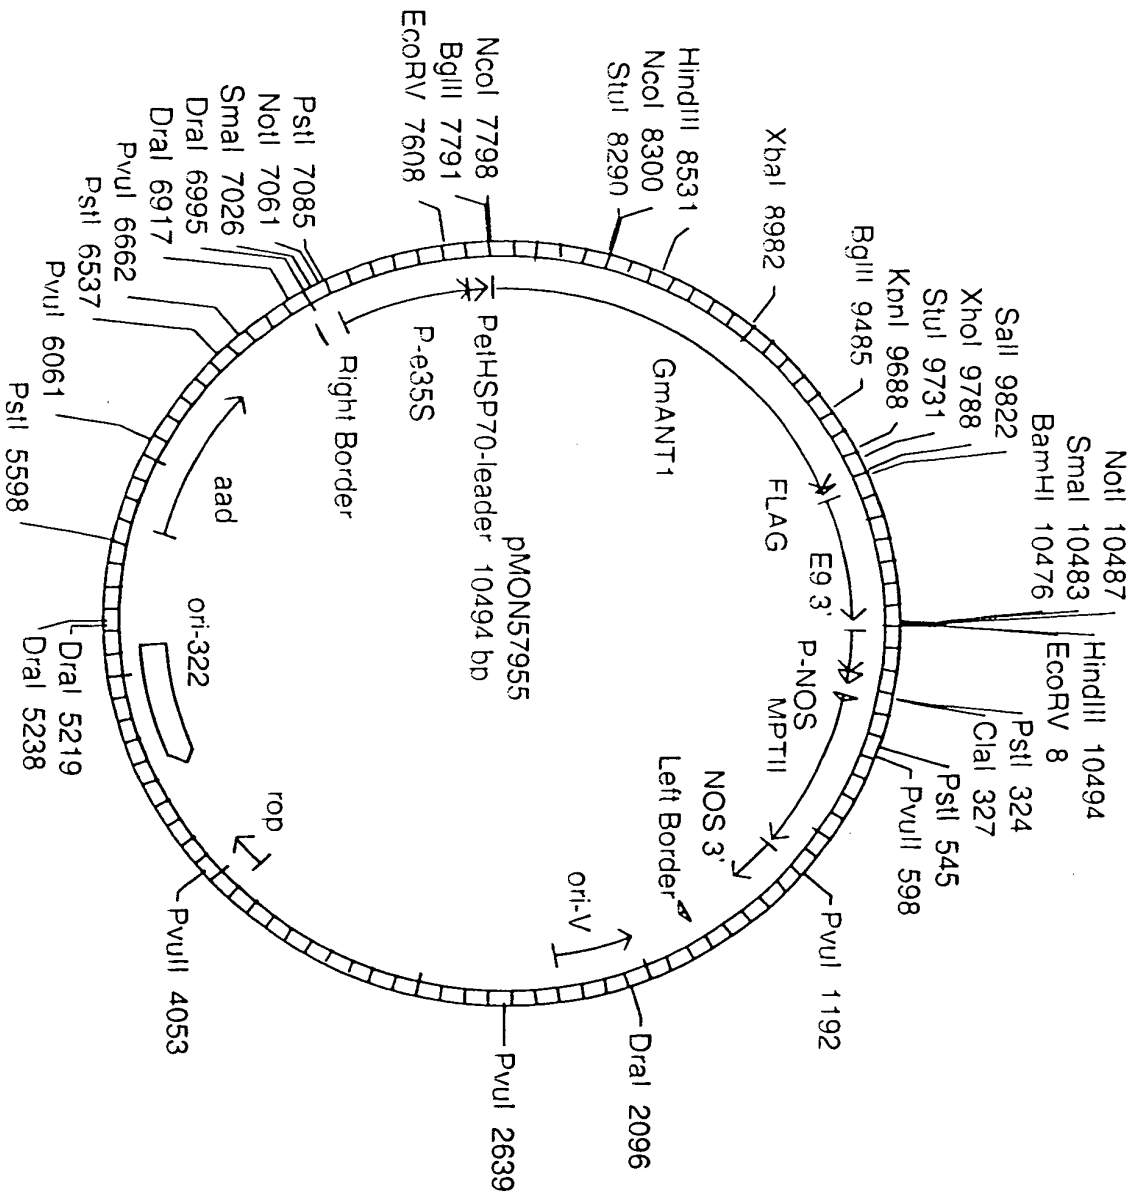 HindIII 10494
EcoRV 8
PstI 324
ClaI 327
PstI 545
PvuII 598
PvuI 1192
DraI 2096
PvuI 2639
PvuII 4053
DraI 5219
DraI 5238
PstI 5598
PvuI 6061
PstI 6537
PvuI 6662
DraI 6917
DraI 6995
SmaI 7026
NotI 7061
PstI 7085
EcoRV 7608
BglII 7791
NcoI 7798
StuI 8290
NcoI 8300
HindIII 8531
XbaI 8982
BglII 9485
KpnI 9688
StuI 9731
XhoI 9788
SalI 9822
BamHI 10476
SmaI 10483
NotI 10487
P-NOS
MPTII
NOS 3'
Left Border
ori-V
rop
ori-322
aad
Right Border
P-e35S
PetHSP70-leader
GmANT1
FLAG
E9 3'
pMON57955
10494 bp